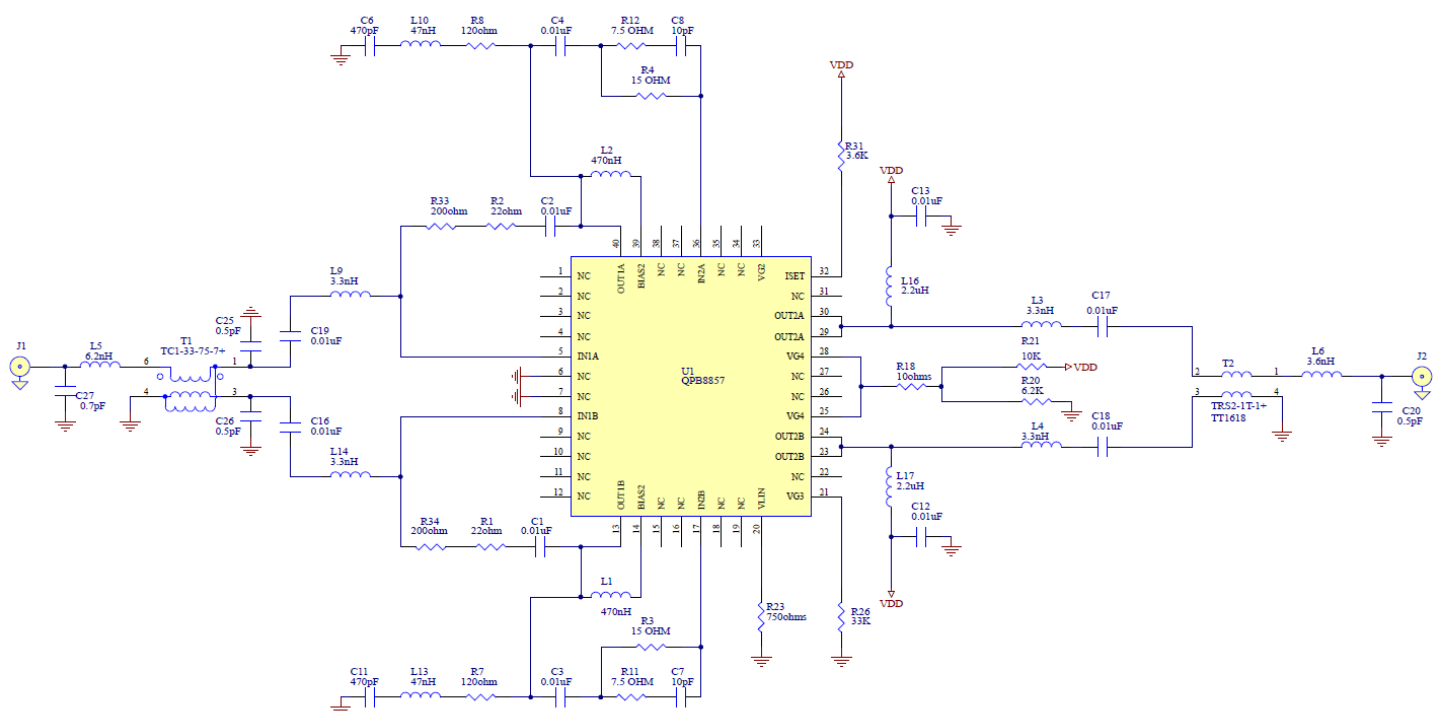 C6
470pF
L10
47nH
R8
120ohm
C4
0.01uF
R12
7.5 OHM
C8
10pF
R4
15 OHM
VDD
R31
3.6K
L2
470nH
VDD
C13
0.01uF
R33
200ohm
R2
22ohm
C2
0.01uF
40
39
38
37
36
35
34
33
OUT1A
BIAS2
NC
NC
IN2A
NC
NC
VG2
1 NC
2 NC
3 NC
4 NC
5 IN1A
6 NC
7 NC
8 IN1B
9 NC
10 NC
11 NC
12 NC
U1
QPB8857
ISET 32
NC 31
OUT2A 30
OUT2A 29
VG4 28
NC 27
NC 26
VG4 25
OUT2B 24
OUT2B 23
NC 22
VG3 21
OUT1B
BIAS2
NC
NC
IN2B
NC
NC
VLIN
13
14
15
16
17
18
19
20
L9
3.3nH
C25
0.5pF
C19
0.01uF
J1
L5
6.2nH
T1
TC1-33-75-7+
6
1
4
3
C27
0.7pF
C26
0.5pF
C16
0.01uF
L14
3.3nH
R34
200ohm
R1
22ohm
C1
0.01uF
L1
470nH
R3
15 OHM
C11
470pF
L13
47nH
R7
120ohm
C3
0.01uF
R11
7.5 OHM
C7
10pF
R23
750ohms
R26
33K
L16
2.2uH
L3
3.3nH
C17
0.01uF
R21
10K
VDD
R18
10ohms
R20
6.2K
L4
3.3nH
C18
0.01uF
L17
2.2uH
C12
0.01uF
VDD
T2
2
1
3
4
TRS2-1T-1+
TT1618
L6
3.6nH
J2
C20
0.5pF